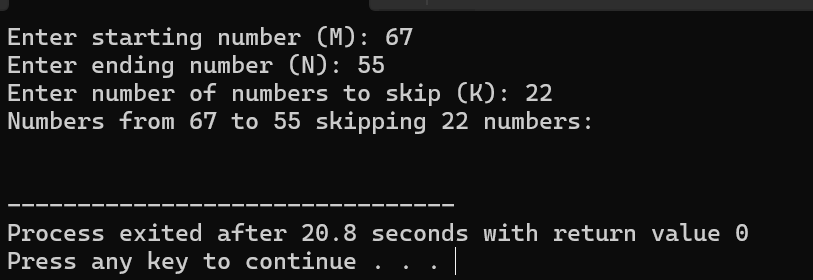 Enter starting number (M): 67
Enter ending number (N): 55
Enter number of numbers to skip (K): 22
Numbers from 67 to 55 skipping 22 numbers:
--------------------------------
Process exited after 20.8 seconds with return value 0
Press any key to continue . . .